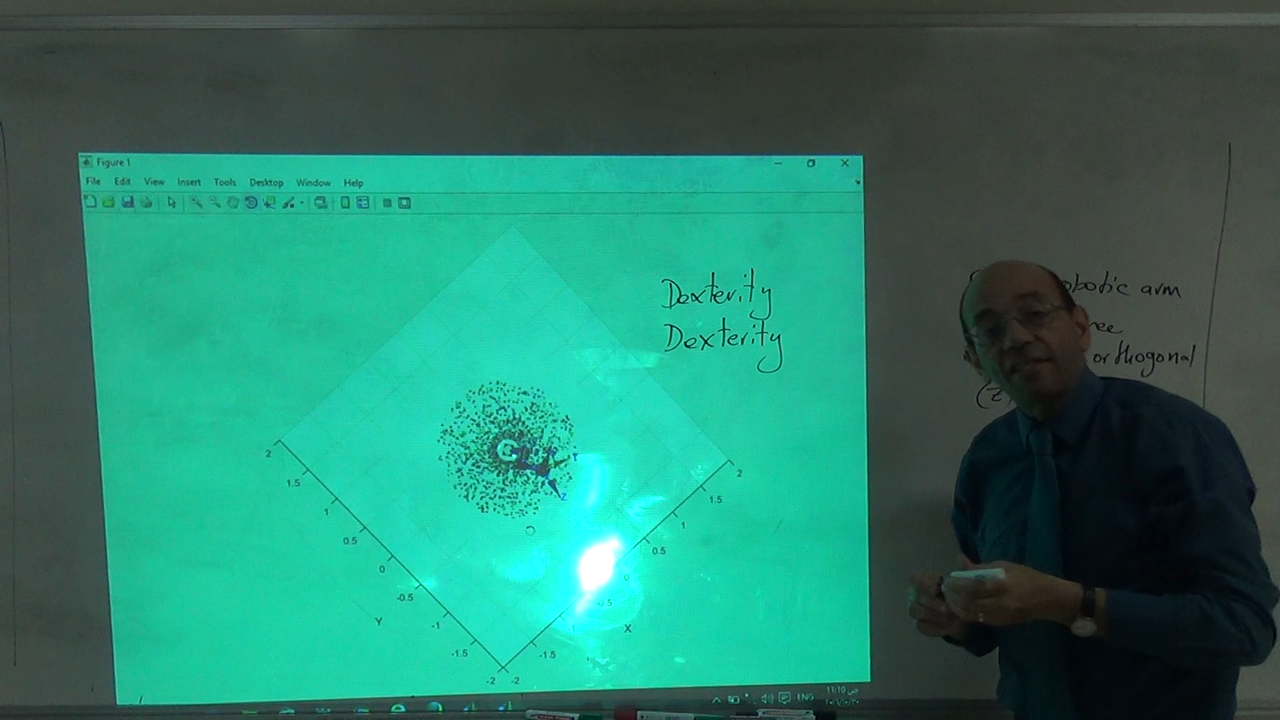 Figure 1
File Edit View Insert Tools Desktop Window Help
Dexterity
Dexterity
obotic arm
ree
orthogonal
2
1.5
1
0.5
0
-0.5
-1
-1.5
-2
Y
2
1.5
1
0.5
0
-0.5
-1.5
-2
X
ENG
11:10